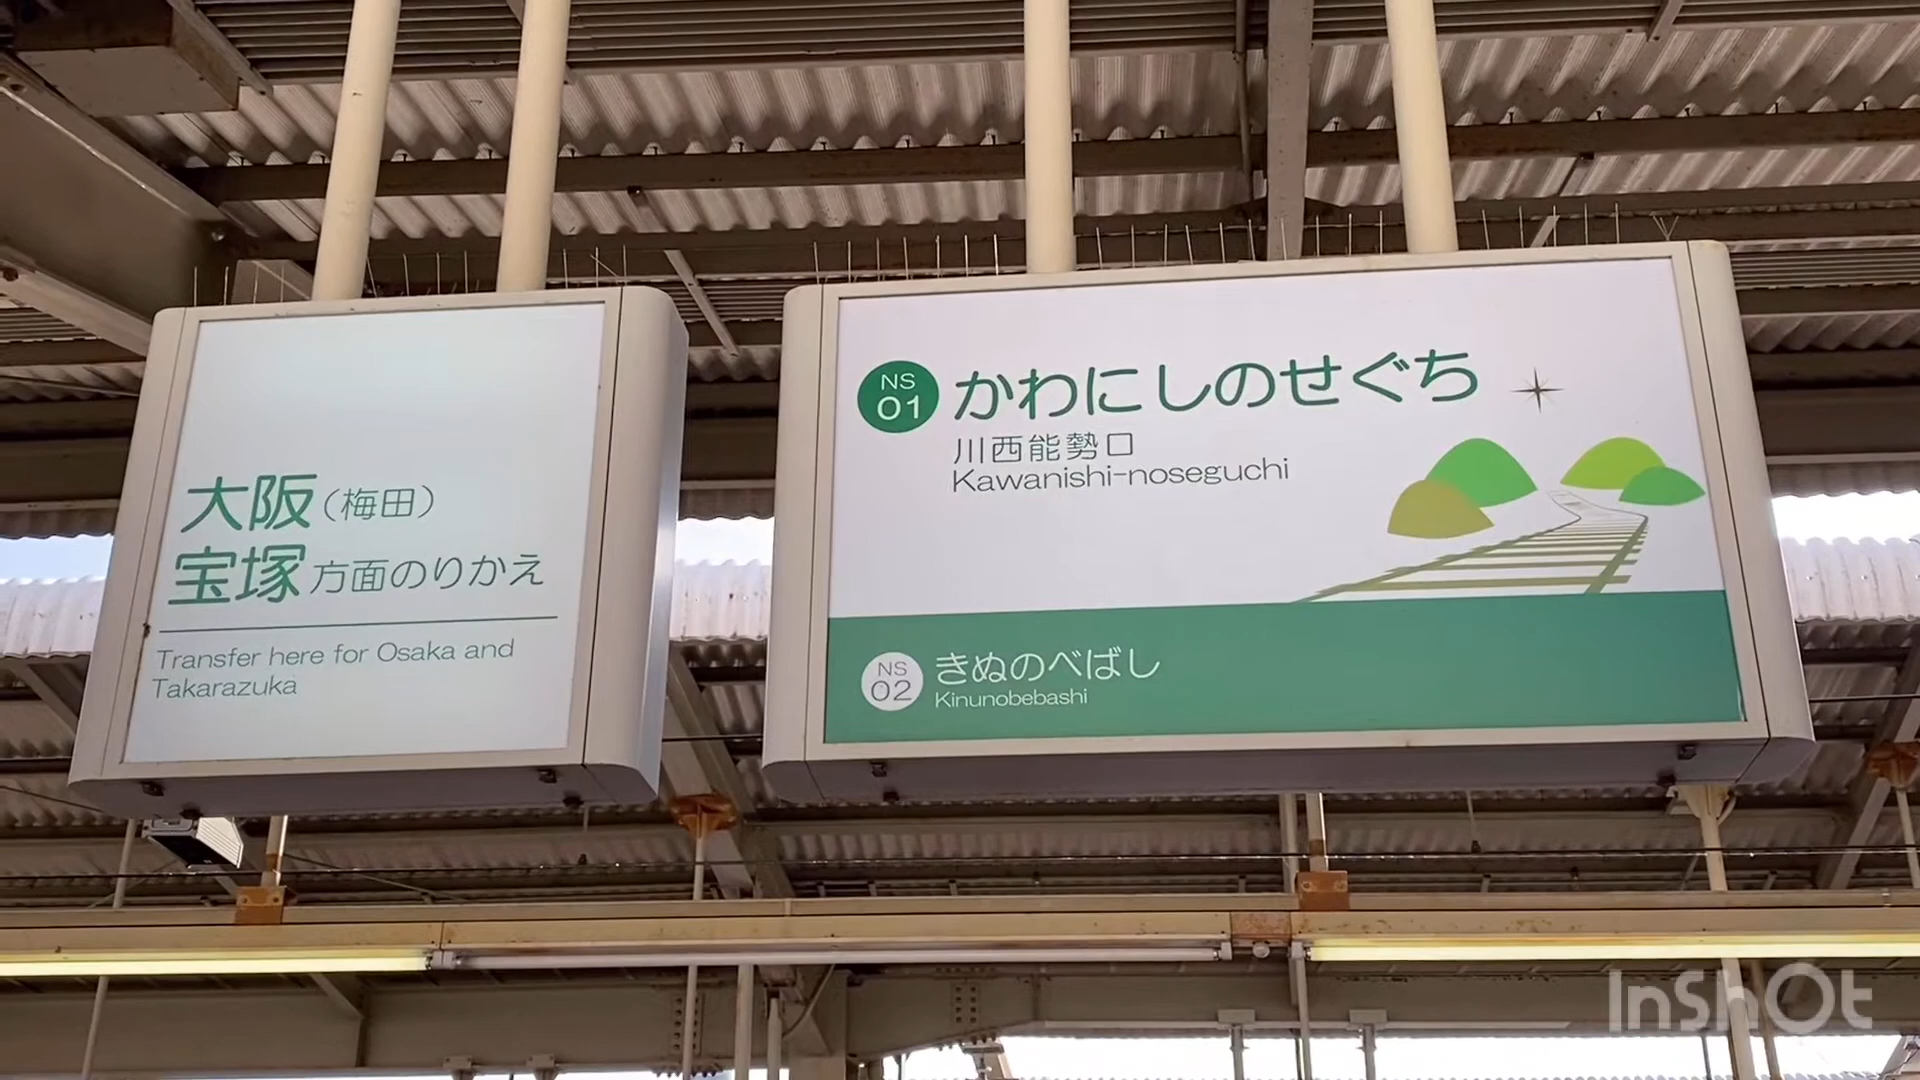 大阪（梅田）
宝塚方面のりかえ
Transfer here for Osaka and
Takarazuka
NS
01
かわにしのせぐち
川西能勢口
Kawanishi-noseguchi
NS
02
きぬのべばし
Kinunobebashi
InShOt